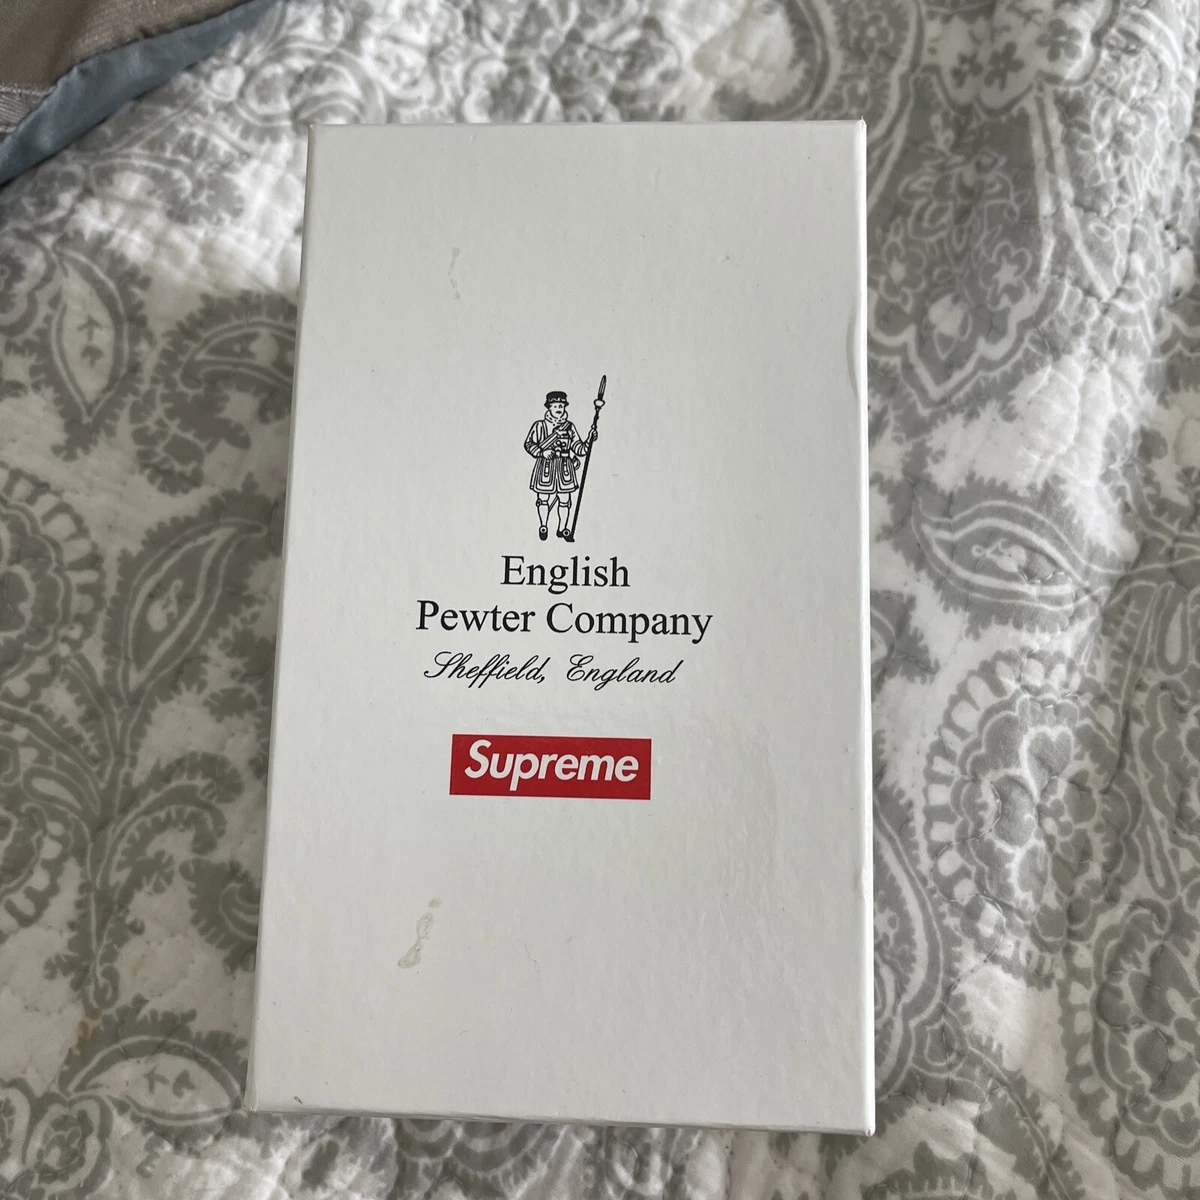 English
Pewter Company
Sheffield, England
Supreme